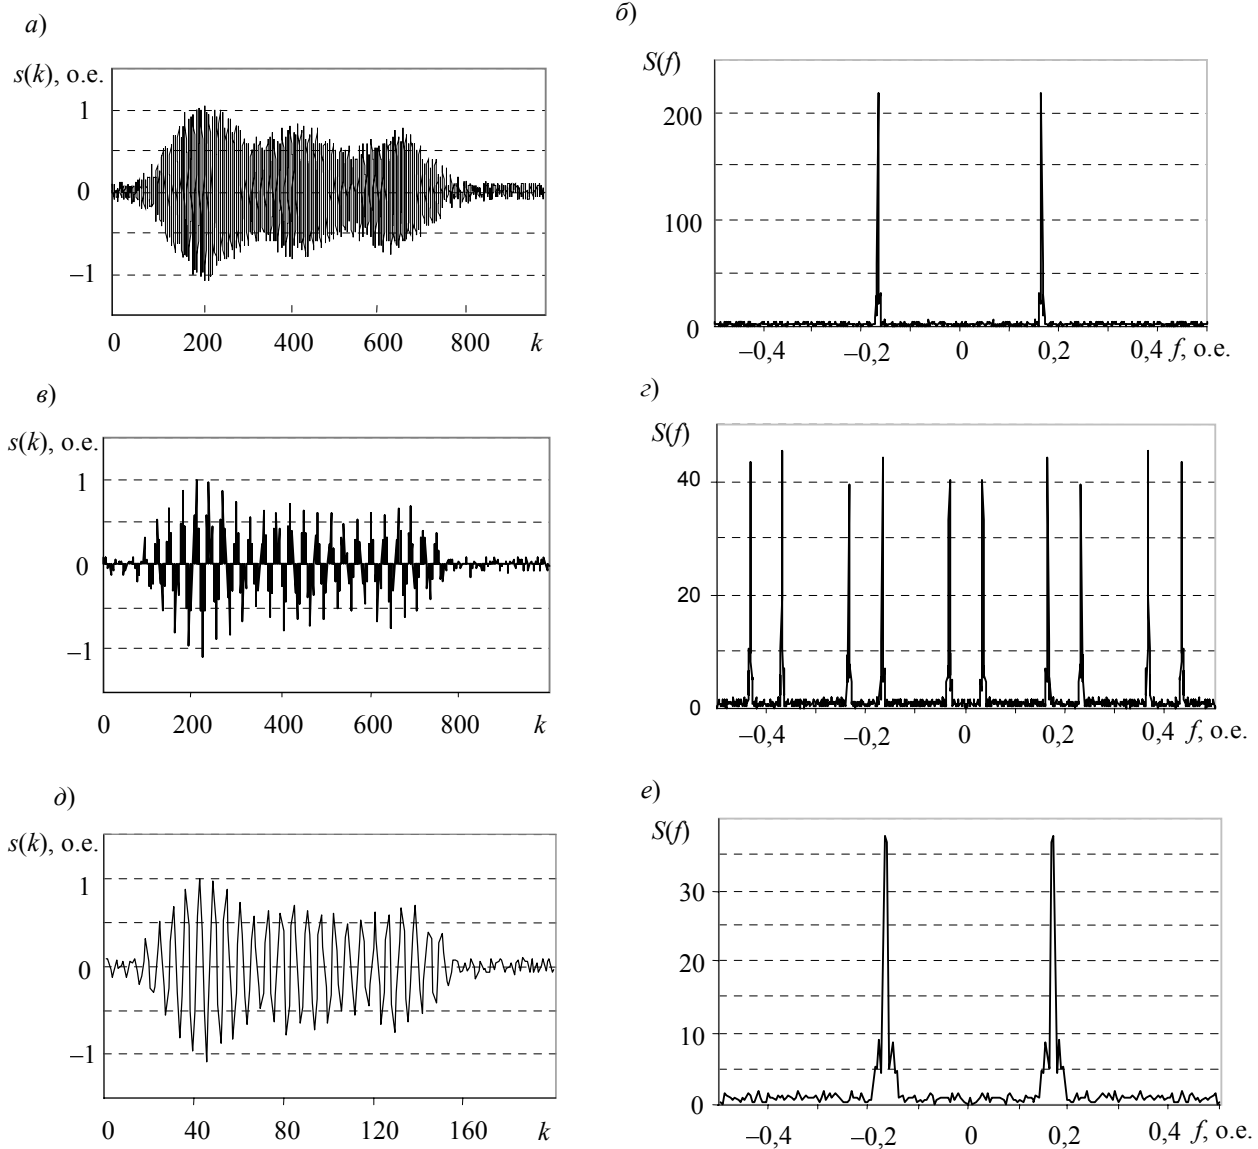 а)
s(k), о.е.
1
0
–1
0 200 400 600 800 k
б)
S(f)
200
100
0
–0,4 –0,2 0 0,2 0,4 f, о.е.
в)
s(k), о.е.
1
0
–1
0 200 400 600 800 k
г)
S(f)
40
20
0
–0,4 –0,2 0 0,2 0,4 f, о.е.
д)
s(k), о.е.
1
0
–1
0 40 80 120 160 k
е)
S(f)
30
20
10
0
–0,4 –0,2 0 0,2 0,4 f, о.е.